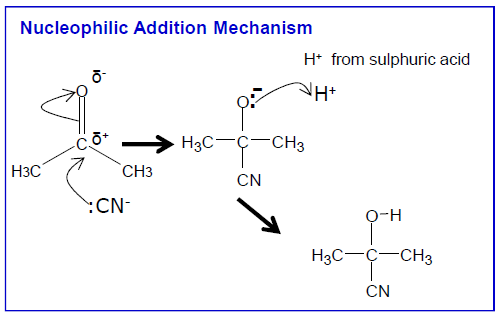 Nucleophilic Addition Mechanism
H⁺ from sulphuric acid
δ⁻
O
O:⁻
H⁺
C δ⁺
H₃C C CH₃
H3C CH3
CN
:CN⁻
O-H
H₃C C CH₃
CN